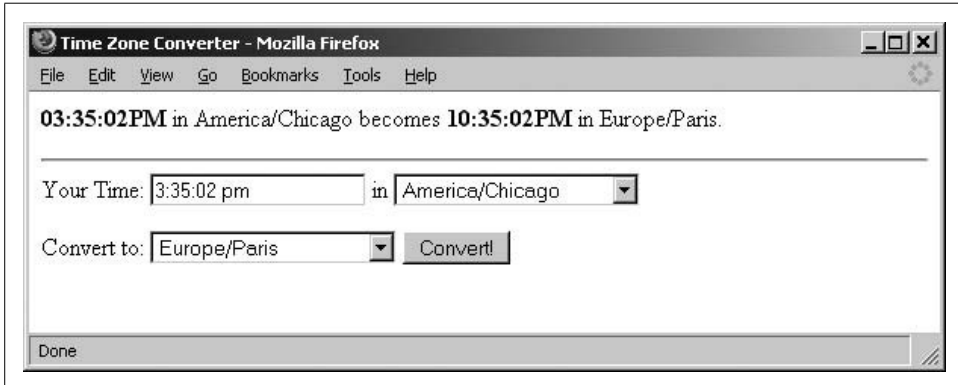 Time Zone Converter - Mozilla Firefox
File Edit View Go Bookmarks Tools Help
03:35:02PM in America/Chicago becomes 10:35:02PM in Europe/Paris.
Your Time: 3:35:02 pm in America/Chicago
Convert to: Europe/Paris Convert!
Done